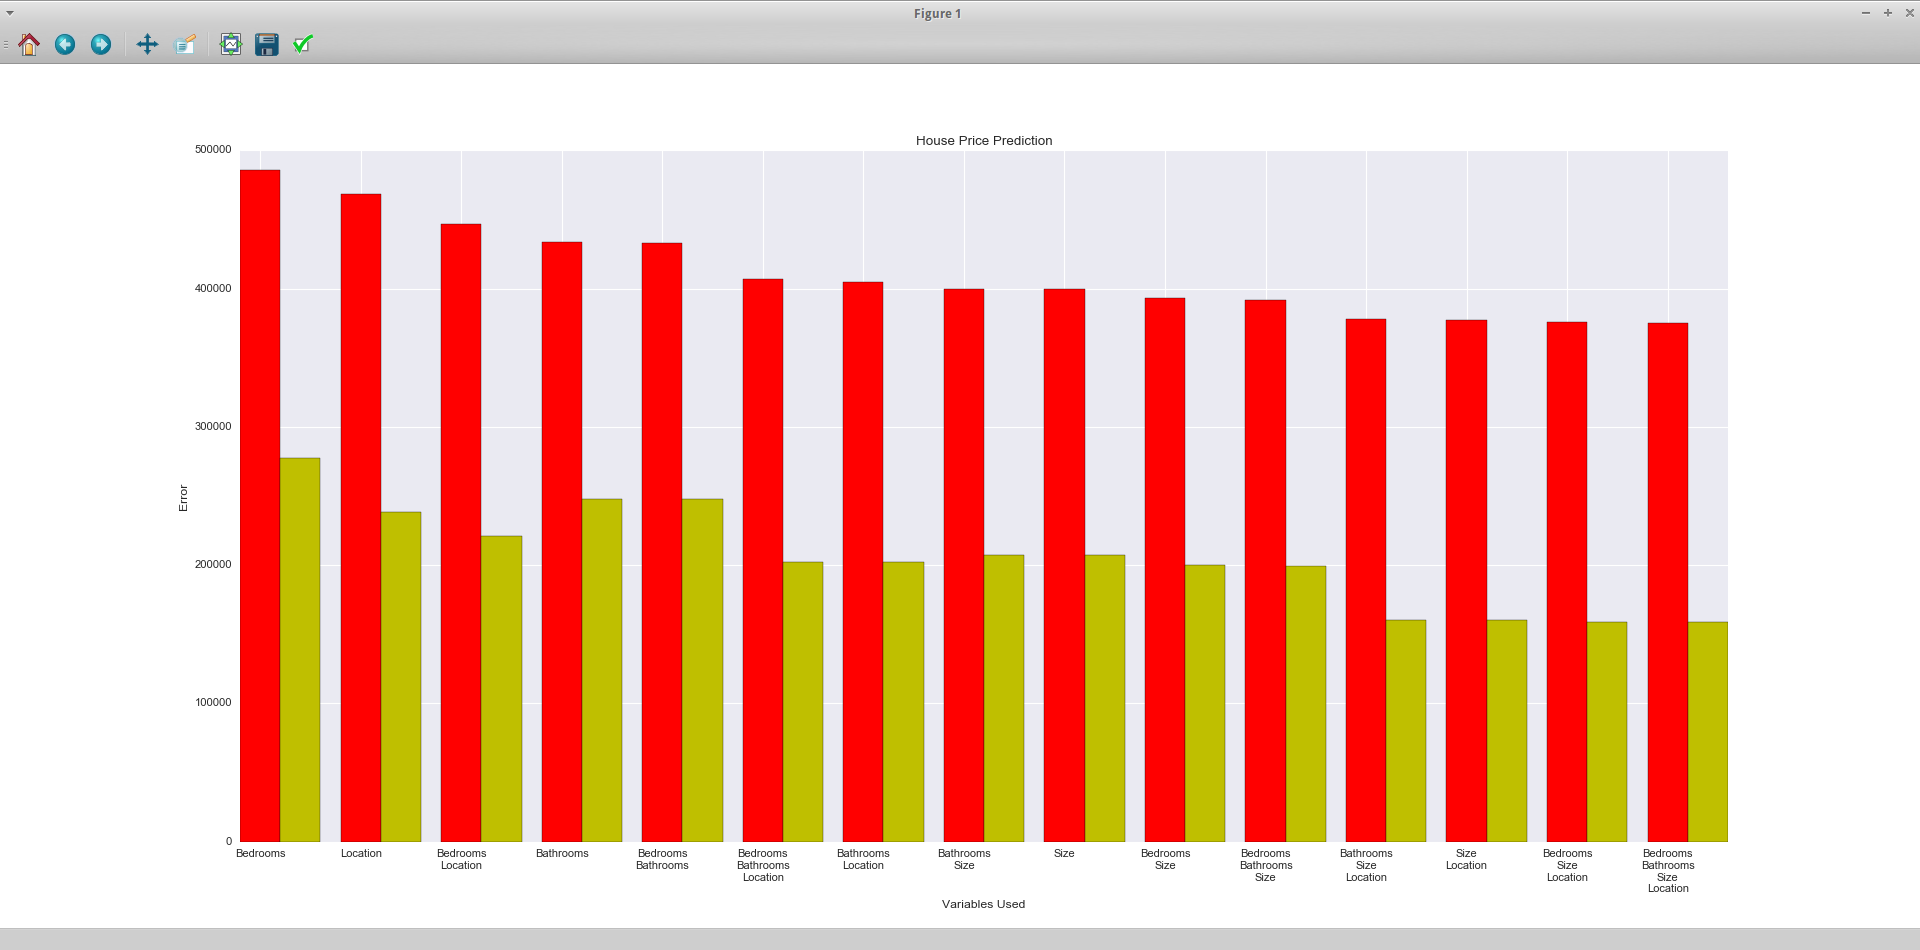 Figure 1
House Price Prediction
500000
400000
300000
200000
100000
0
Error
Bedrooms
Location
Bedrooms
Location
Bathrooms
Bedrooms
Bathrooms
Bedrooms
Bathrooms
Location
Bathrooms
Location
Bathrooms
Size
Size
Bedrooms
Size
Bedrooms
Bathrooms
Size
Bathrooms
Size
Location
Size
Location
Bedrooms
Size
Location
Bedrooms
Bathrooms
Size
Location
Variables Used